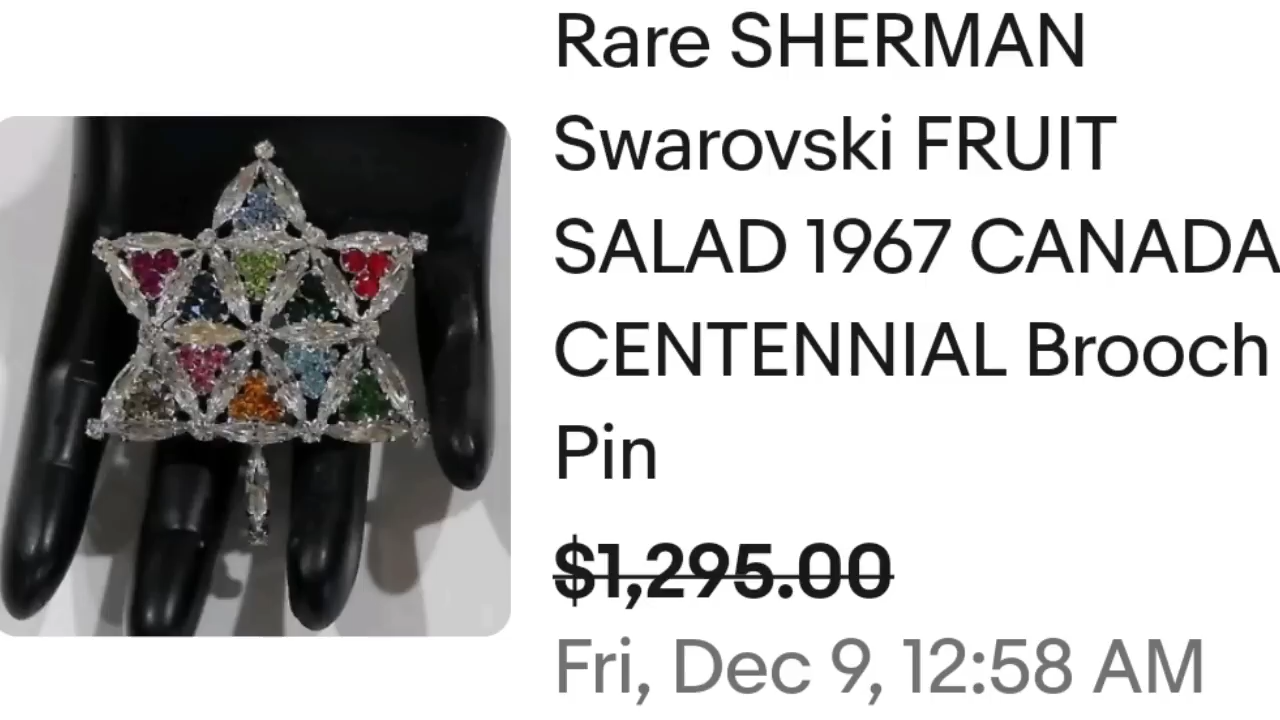 Rare SHERMAN
Swarovski FRUIT
SALAD 1967 CANADA
CENTENNIAL Brooch
Pin
$1,295.00
Fri, Dec 9, 12:58 AM